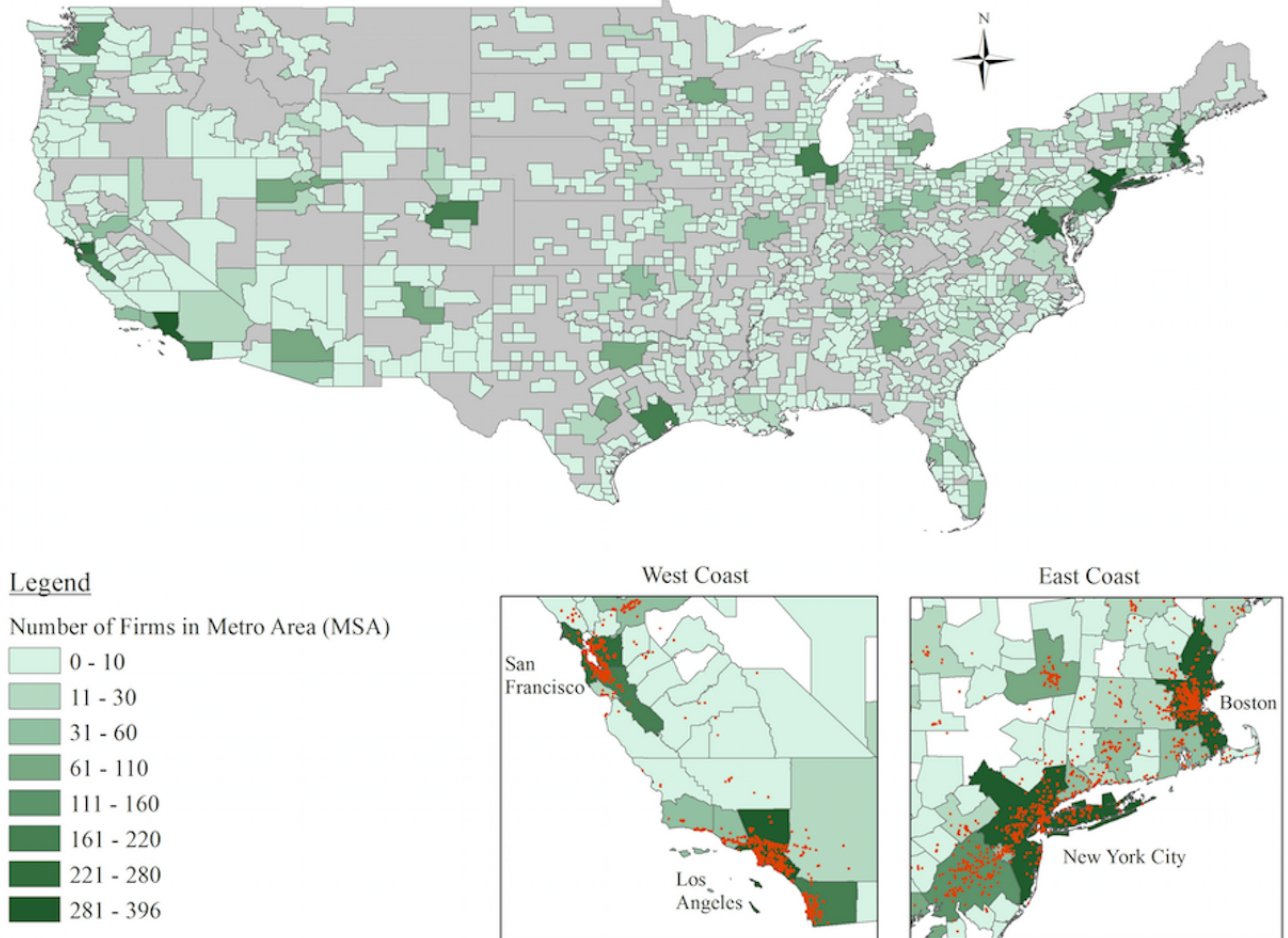 N
Legend
Number of Firms in Metro Area (MSA)
0 - 10
11 - 30
31 - 60
61 - 110
111 - 160
161 - 220
221 - 280
281 - 396
West Coast
San
Francisco
Los
Angeles
East Coast
Boston
New York City